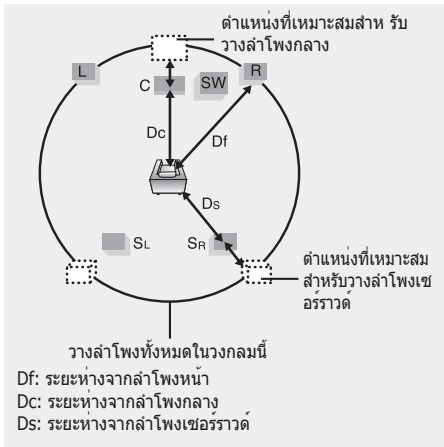 ตำแหน่งที่เหมาะสมสำห รับ
วางลำโพงกลาง
L
C
SW
R
Dc
Df
Ds
SL
SR
ตำแหน่งที่เหมาะสม
สำหรับวางลำโพงเซ
อร์ราวด์
วางลำโพงทั้งหมดในวงกลมนี้
Df: ระยะห่างจากลำโพงหน้า
Dc: ระยะห่างจากลำโพงกลาง
Ds: ระยะห่างจากลำโพงเซอร์ราวด์